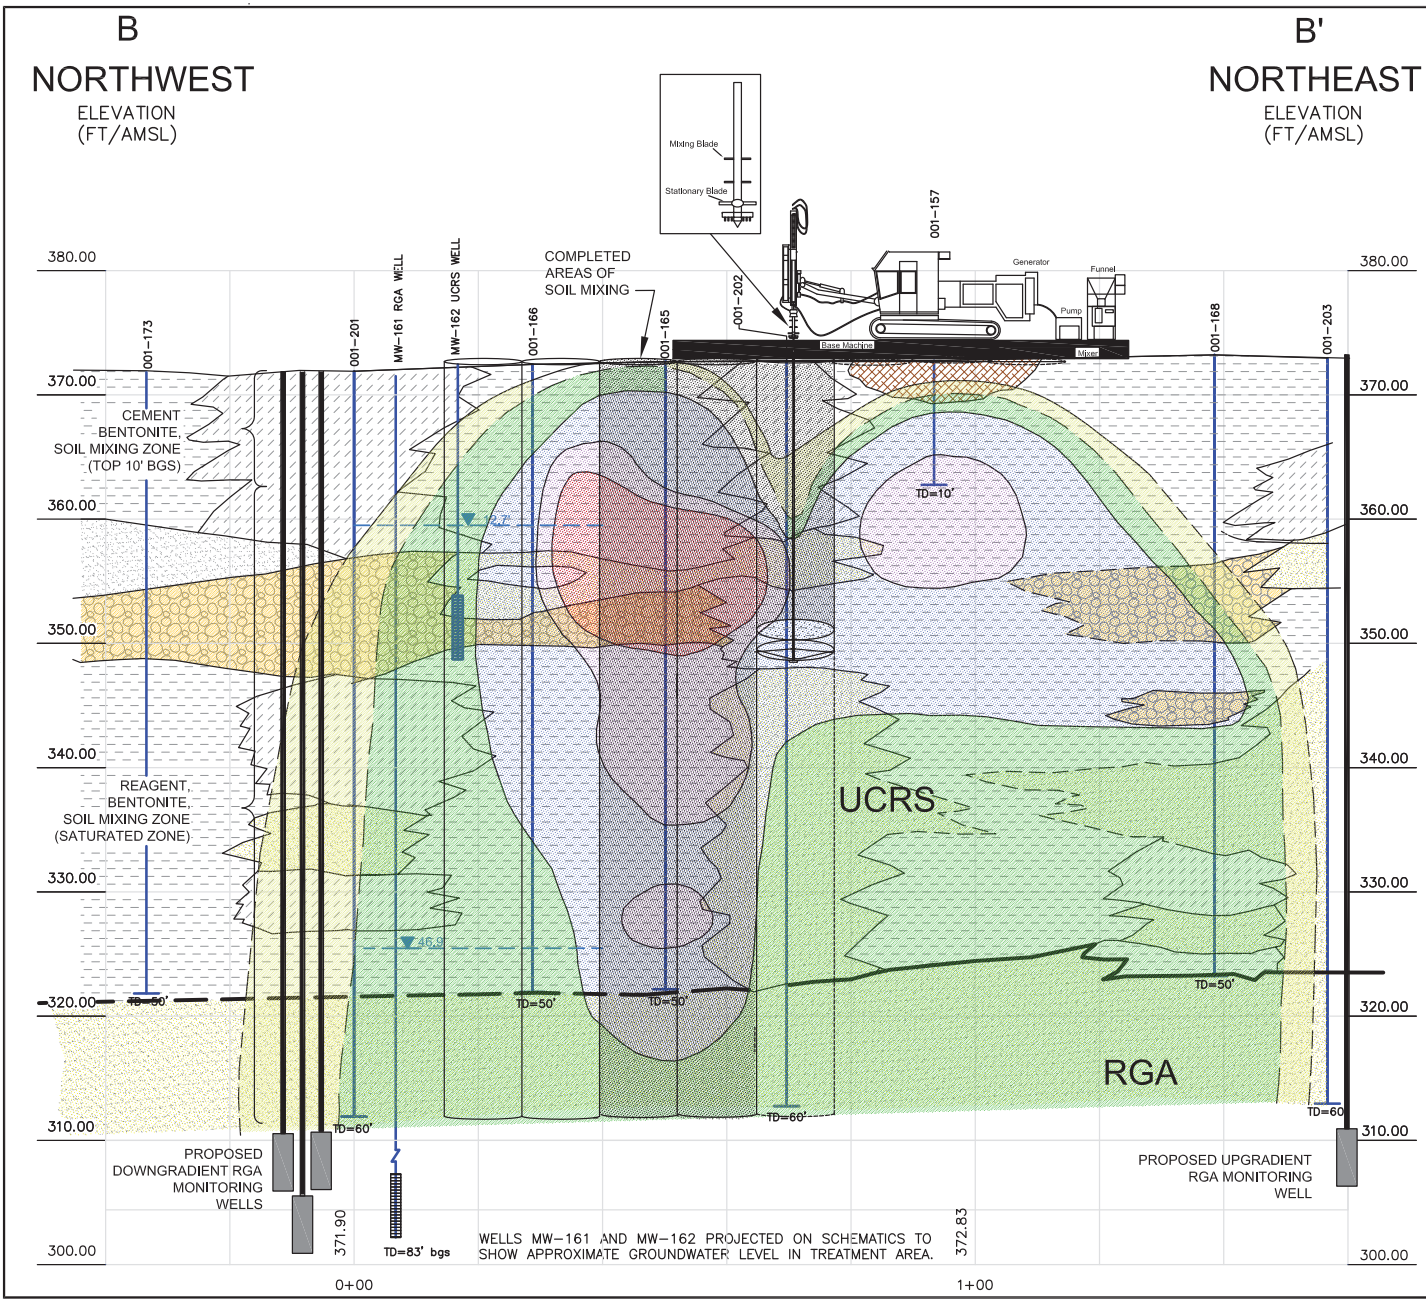 B
NORTHWEST
ELEVATION
(FT/AMSL)
B'
NORTHEAST
ELEVATION
(FT/AMSL)
Mixing Blade
Stationary Blade
COMPLETED
AREAS OF
SOIL MIXING
001-157
Generator
Funnel
Pump
Base Machine
Mixer
380.00
380.00
001-173
001-201
MW-161 RGA WELL
MW-162 UCRS WELL
001-166
001-165
001-202
001-168
001-203
370.00
370.00
CEMENT
BENTONITE,
SOIL MIXING ZONE
(TOP 10' BGS)
TD=10'
360.00
360.00
12.7'
350.00
350.00
340.00
340.00
REAGENT,
BENTONITE,
SOIL MIXING ZONE
(SATURATED ZONE)
UCRS
330.00
330.00
46.9
320.00
320.00
TD=50'
TD=50'
TD=50'
TD=50'
RGA
310.00
310.00
TD=60'
TD=60'
TD=60
PROPOSED
DOWNGRADIENT RGA
MONITORING
WELLS
PROPOSED UPGRADIENT
RGA MONITORING
WELL
371.90
372.83
TD=83' bgs
WELLS MW-161 AND MW-162 PROJECTED ON SCHEMATICS TO
SHOW APPROXIMATE GROUNDWATER LEVEL IN TREATMENT AREA.
300.00
300.00
0+00
1+00